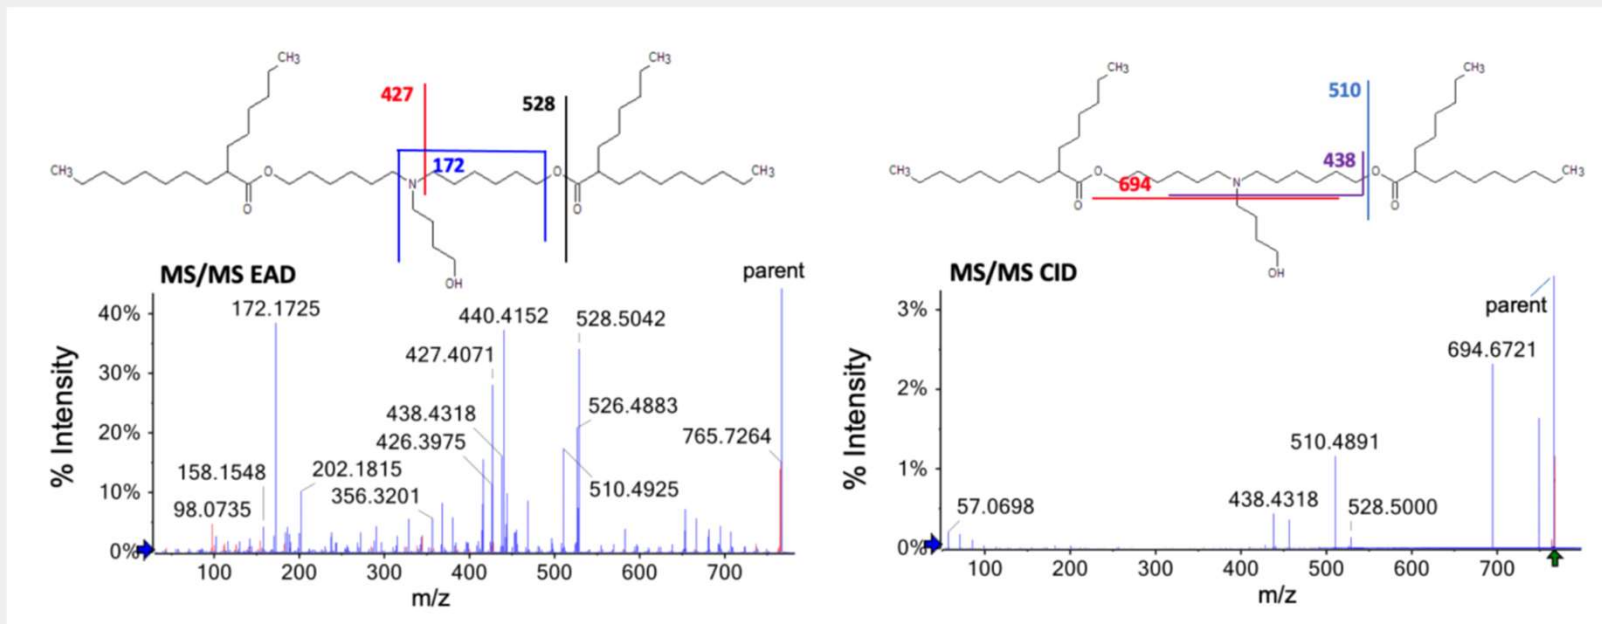 CH3
CH3
427
528
CH3
172
O
O
CH3
N
O
O
OH
MS/MS EAD
parent
% Intensity
40%
30%
20%
10%
0%
172.1725
440.4152
528.5042
427.4071
438.4318
526.4883
426.3975
765.7264
158.1548
202.1815
510.4925
356.3201
98.0735
100 200 300 400 500 600 700
m/z
CH3
CH3
510
438
CH3
O
694
N
O
CH3
O
O
OH
MS/MS CID
parent
% Intensity
3%
2%
1%
0%
694.6721
510.4891
438.4318
528.5000
57.0698
100 200 300 400 500 600 700
m/z